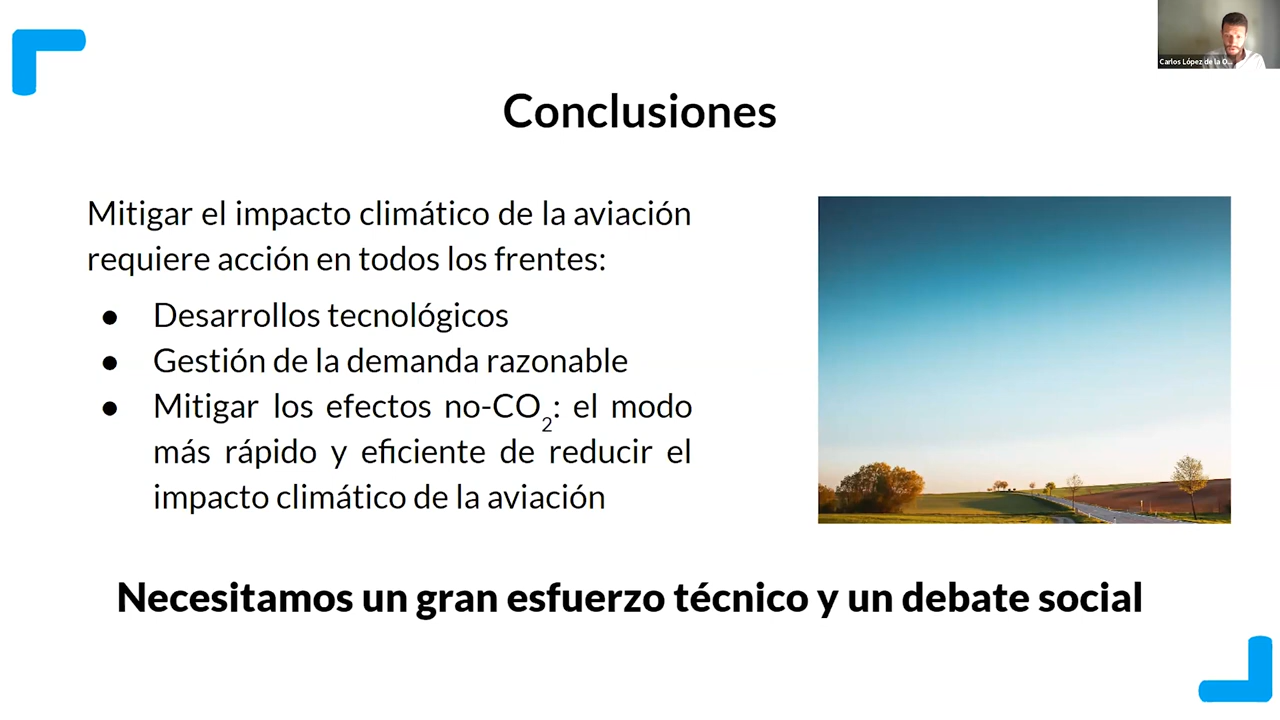 Carlos López de la O...
Conclusiones
Mitigar el impacto climático de la aviación
requiere acción en todos los frentes:
● Desarrollos tecnológicos
● Gestión de la demanda razonable
● Mitigar los efectos no-CO₂: el modo
más rápido y eficiente de reducir el
impacto climático de la aviación
Necesitamos un gran esfuerzo técnico y un debate social